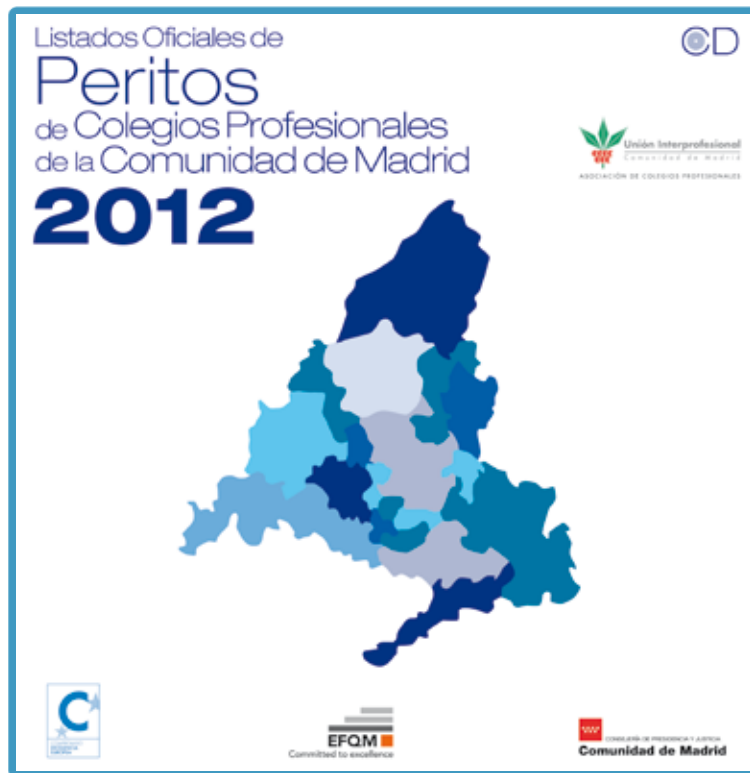 Listados Oficiales de
Peritos
de Colegios Profesionales
de la Comunidad de Madrid
2012
CD
Unión Interprofesional
Comunidad de Madrid
ASOCIACIÓN DE COLEGIOS PROFESIONALES
C
EFQM
Committed to excellence
CONSEJERÍA DE PRESIDENCIA Y JUSTICIA
Comunidad de Madrid